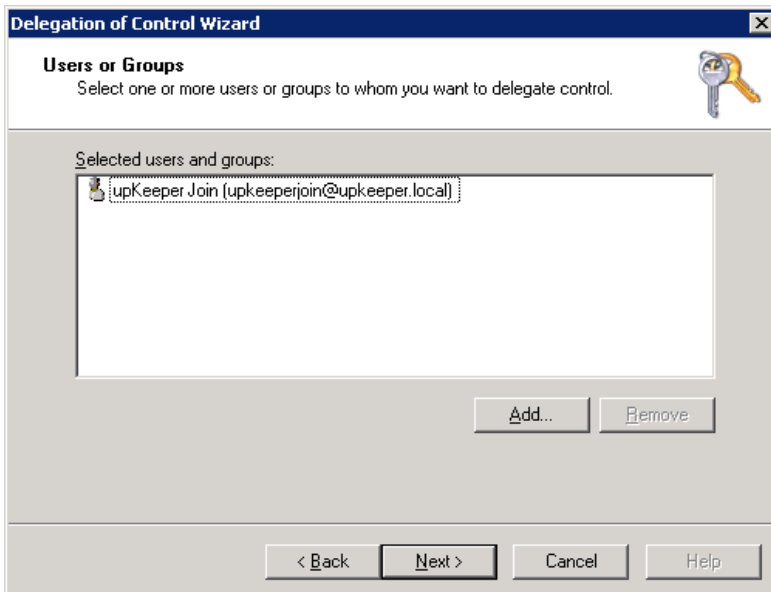 Delegation of Control Wizard
Users or Groups
Select one or more users or groups to whom you want to delegate control.
Selected users and groups:
upKeeper Join (upkeeperjoin@upkeeper.local)
Add...
Remove
< Back
Next >
Cancel
Help